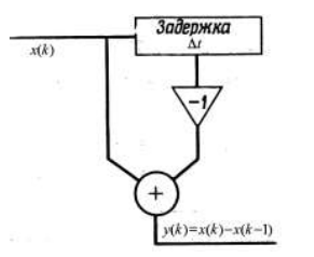 Задержка
Δt
x(k)
−1
+
y(k)=x(k)−x(k−1)